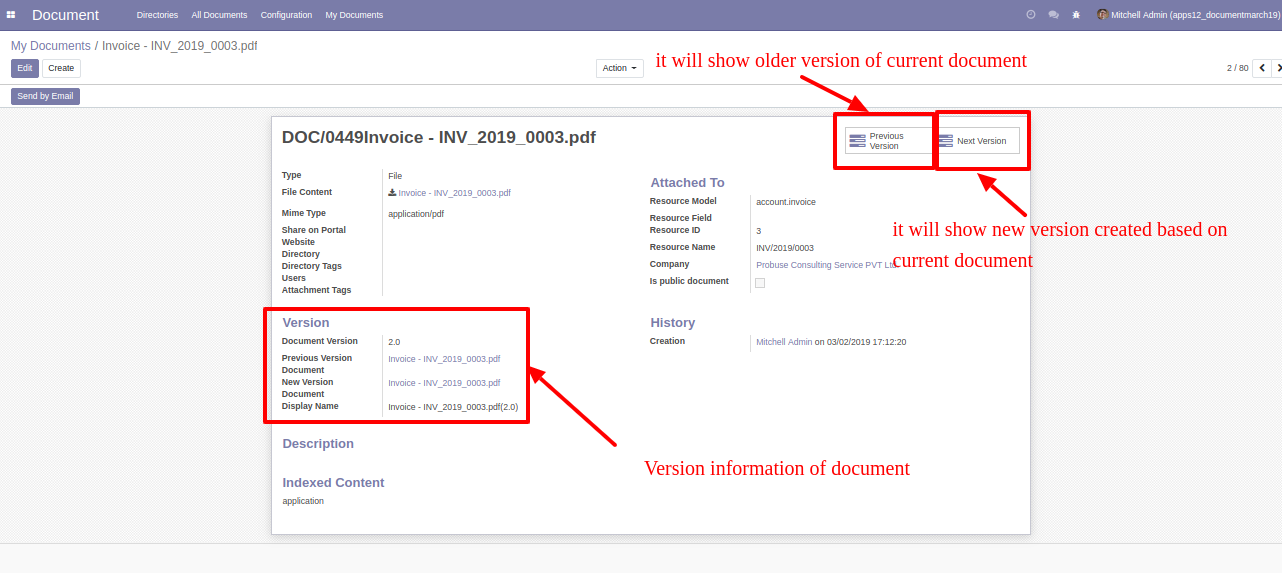 Document Directories All Documents Configuration My Documents Mitchell Admin (apps12_documentmarch19)
My Documents / Invoice - INV_2019_0003.pdf
it will show older version of current document
Edit Create Action 2 / 80
Send by Email
DOC/0449Invoice - INV_2019_0003.pdf
Previous Version
Next Version
Type File
File Content Invoice - INV_2019_0003.pdf
Mime Type application/pdf
Share on Portal
Website
Directory
Directory Tags
Users
Attachment Tags
Attached To
Resource Model account.invoice
Resource Field
Resource ID 3
Resource Name INV/2019/0003
Company Probuse Consulting Service PVT Ltd.
Is public document
it will show new version created based on
current document
Version
Document Version 2.0
Previous Version Document Invoice - INV_2019_0003.pdf
New Version Document Invoice - INV_2019_0003.pdf
Display Name Invoice - INV_2019_0003.pdf(2.0)
History
Creation Mitchell Admin on 03/02/2019 17:12:20
Description
Version information of document
Indexed Content
application